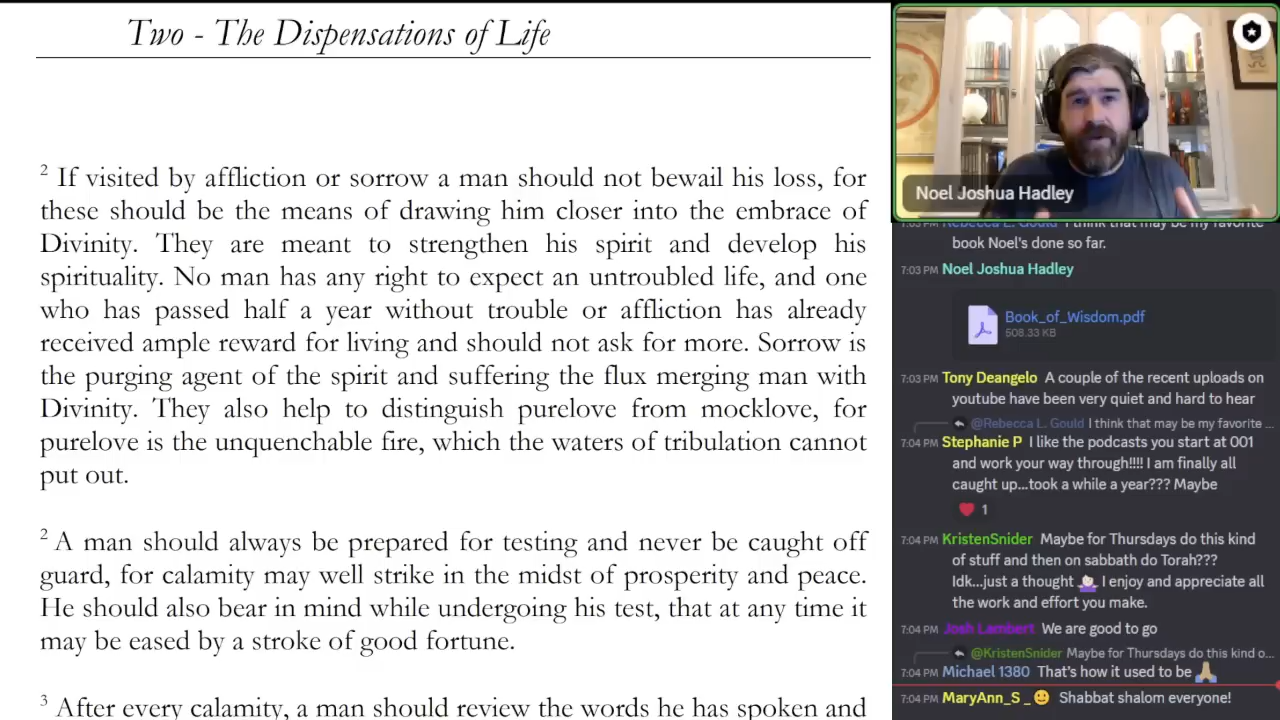 Two - The Dispensations of Life
2 If visited by affliction or sorrow a man should not bewail his loss, for
these should be the means of drawing him closer into the embrace of
Divinity. They are meant to strengthen his spirit and develop his
spirituality. No man has any right to expect an untroubled life, and one
who has passed half a year without trouble or affliction has already
received ample reward for living and should not ask for more. Sorrow is
the purging agent of the spirit and suffering the flux merging man with
Divinity. They also help to distinguish purelove from mocklove, for
purelove is the unquenchable fire, which the waters of tribulation cannot
put out.
2 A man should always be prepared for testing and never be caught off
guard, for calamity may well strike in the midst of prosperity and peace.
He should also bear in mind while undergoing his test, that at any time it
may be eased by a stroke of good fortune.
3 After every calamity, a man should review the words he has spoken and
Noel Joshua Hadley
7:03 PM Rebecca L. Gould I think that may be my favorite
book Noel's done so far.
7:03 PM Noel Joshua Hadley
Book_of_Wisdom.pdf
608.33 KB
7:03 PM Tony Deangelo A couple of the recent uploads on
youtube have been very quiet and hard to hear
@Rebecca L. Gould I think that may be my favorite ...
7:04 PM Stephanie P I like the podcasts you start at 001
and work your way through!!!! I am finally all
caught up...took a while a year??? Maybe
1
7:04 PM KristenSnider Maybe for Thursdays do this kind
of stuff and then on sabbath do Torah???
Idk...just a thought I enjoy and appreciate all
the work and effort you make.
7:04 PM Josh Lambert We are good to go
@KristenSnider Maybe for Thursdays do this kind o...
7:04 PM Michael 1380 That's how it used to be
7:04 PM MaryAnn_S _ Shabbat shalom everyone!